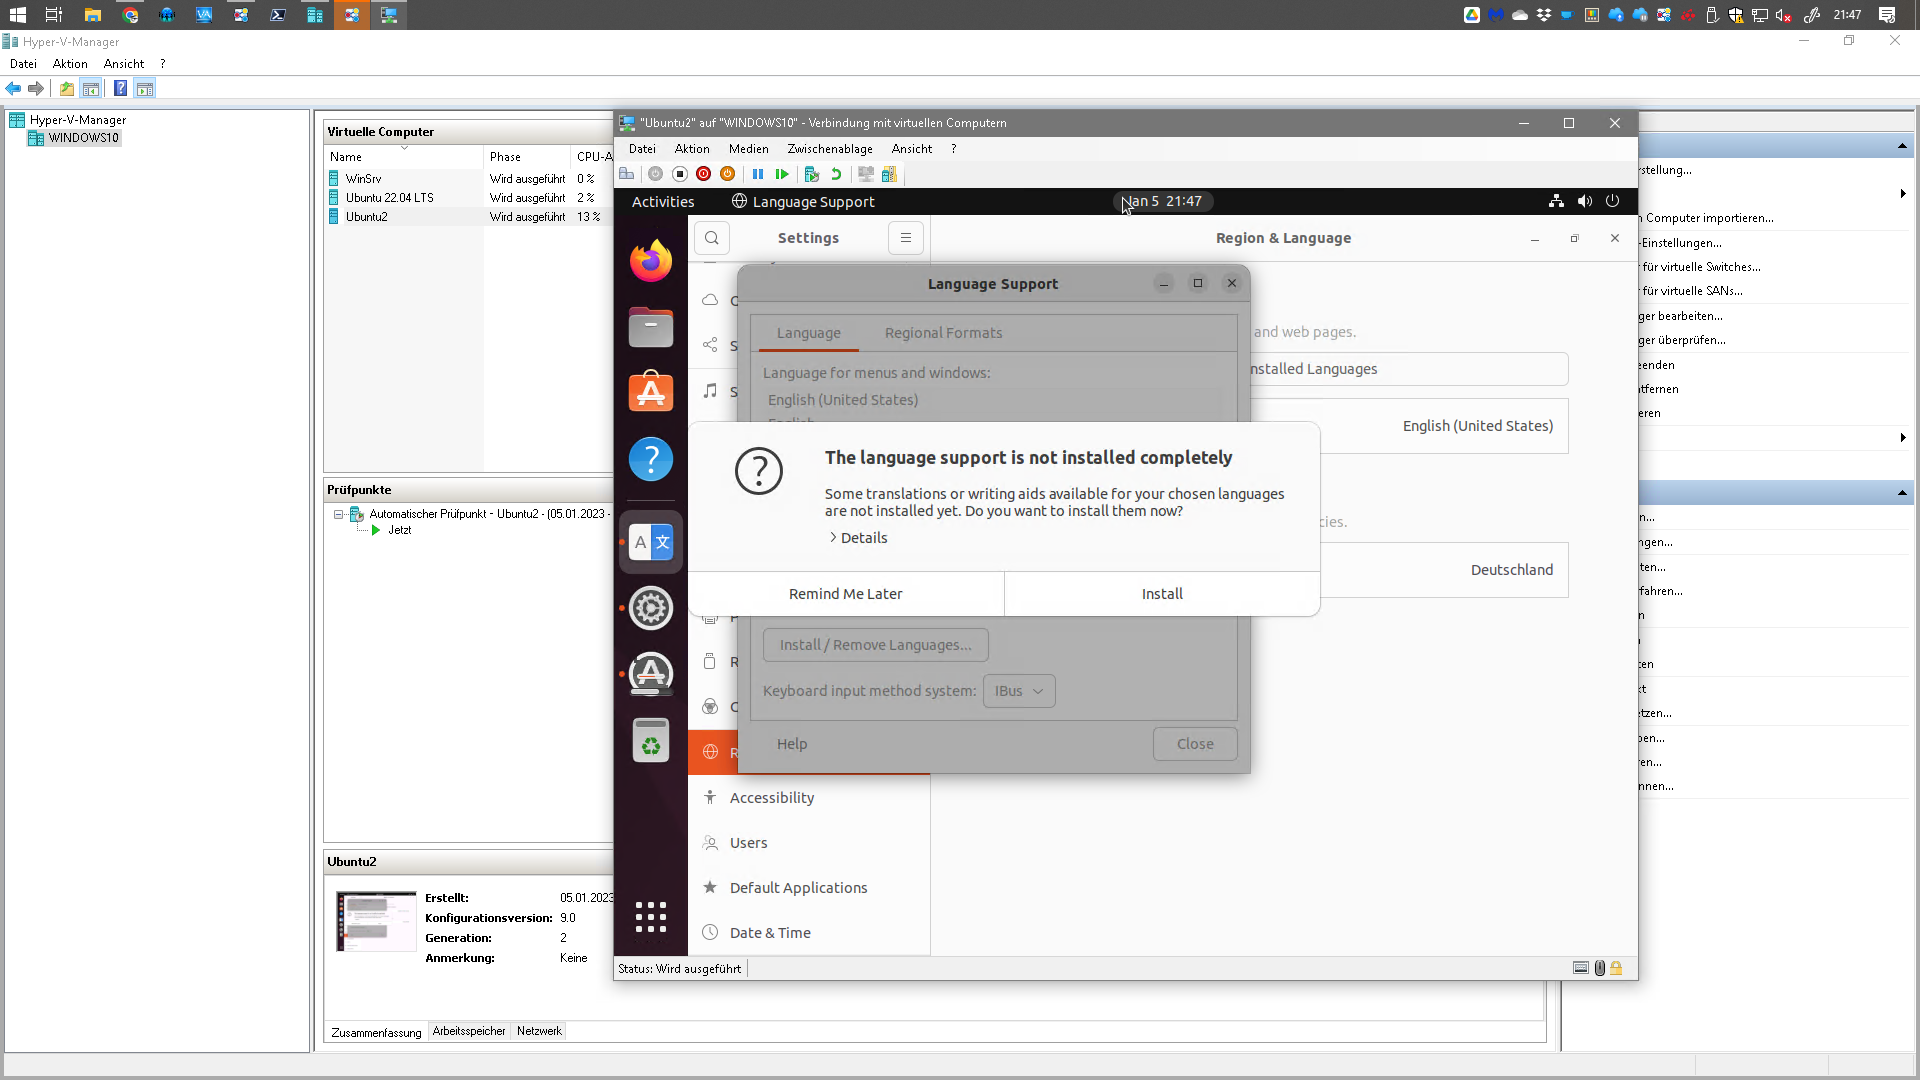 21:47
Hyper-V-Manager
Datei Aktion Ansicht ?
Hyper-V-Manager
WINDOWS10
Virtuelle Computer
Name Phase CPU-A
WinSrv Wird ausgeführt 0 %
Ubuntu 22.04 LTS Wird ausgeführt 2 %
Ubuntu2 Wird ausgeführt 13 %
Prüfpunkte
Automatischer Prüfpunkt - Ubuntu2 - (05.01.2023 -
Jetzt
Ubuntu2
Erstellt: 05.01.2023
Konfigurationsversion: 9.0
Generation: 2
Anmerkung: Keine
Zusammenfassung Arbeitsspeicher Netzwerk
"Ubuntu2" auf "WINDOWS10" - Verbindung mit virtuellen Computern
Datei Aktion Medien Zwischenablage Ansicht ?
Activities Language Support Jan 5 21:47
Settings Region & Language
Language Support
Language Regional Formats
Language for menus and windows:
English (United States)
English
and web pages.
nstalled Languages
English (United States)
The language support is not installed completely
Some translations or writing aids available for your chosen languages
are not installed yet. Do you want to install them now?
Details
Remind Me Later Install
cies.
Deutschland
Install / Remove Languages...
Keyboard input method system: IBus
Help Close
Accessibility
Users
Default Applications
Date & Time
Status: Wird ausgeführt
stellung...
n Computer importieren...
-Einstellungen...
r für virtuelle Switches...
r für virtuelle SANs...
ger bearbeiten...
ger überprüfen...
eenden
tfernen
eren
n...
ngen...
ten...
rfahren...
n
ten
kt
etzen...
ben...
ren...
nnen...